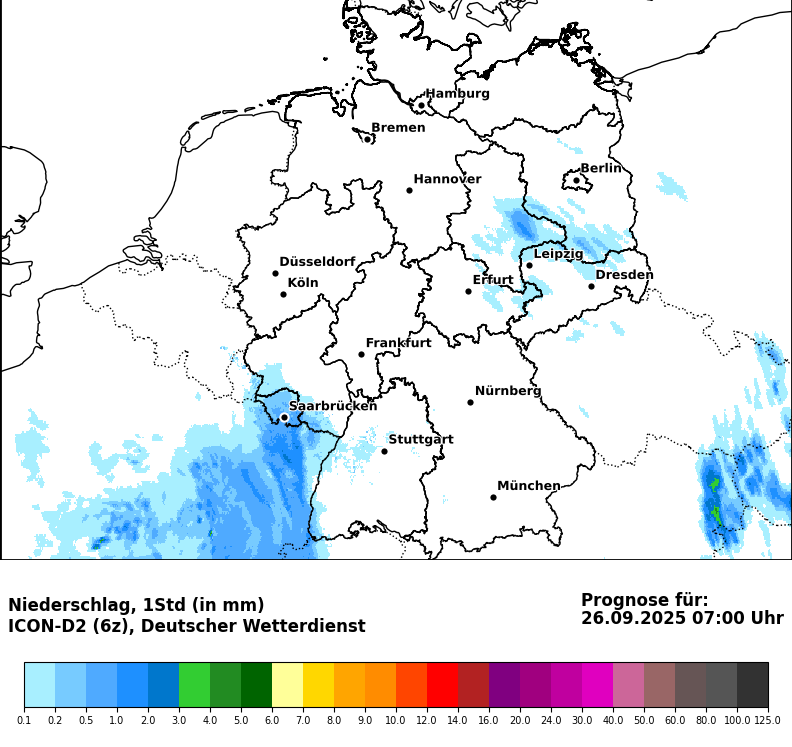 Hamburg
Bremen
Berlin
Hannover
Leipzig
Düsseldorf
Dresden
Köln
Erfurt
Frankfurt
Nürnberg
Saarbrücken
Stuttgart
München
Niederschlag, 1Std (in mm)
ICON-D2 (6z), Deutscher Wetterdienst
Prognose für:
26.09.2025 07:00 Uhr
0.1 0.2 0.5 1.0 2.0 3.0 4.0 5.0 6.0 7.0 8.0 9.0 10.0 12.0 14.0 16.0 20.0 24.0 30.0 40.0 50.0 60.0 80.0 100.0 125.0